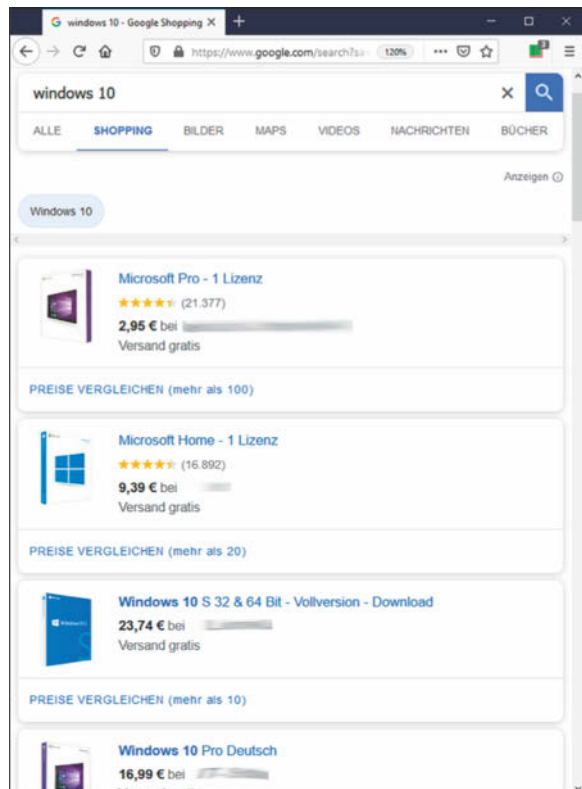 windows 10 - Google Shopping
https://www.google.com/search?sa
120%
windows 10
ALLE SHOPPING BILDER MAPS VIDEOS NACHRICHTEN BÜCHER
Anzeigen
Windows 10
Microsoft Pro - 1 Lizenz
(21.377)
2,95 € bei
Versand gratis
PREISE VERGLEICHEN (mehr als 100)
Microsoft Home - 1 Lizenz
(16.892)
9,39 € bei
Versand gratis
PREISE VERGLEICHEN (mehr als 20)
Windows 10 S 32 & 64 Bit - Vollversion - Download
23,74 € bei
Versand gratis
PREISE VERGLEICHEN (mehr als 10)
Windows 10 Pro Deutsch
16,99 € bei